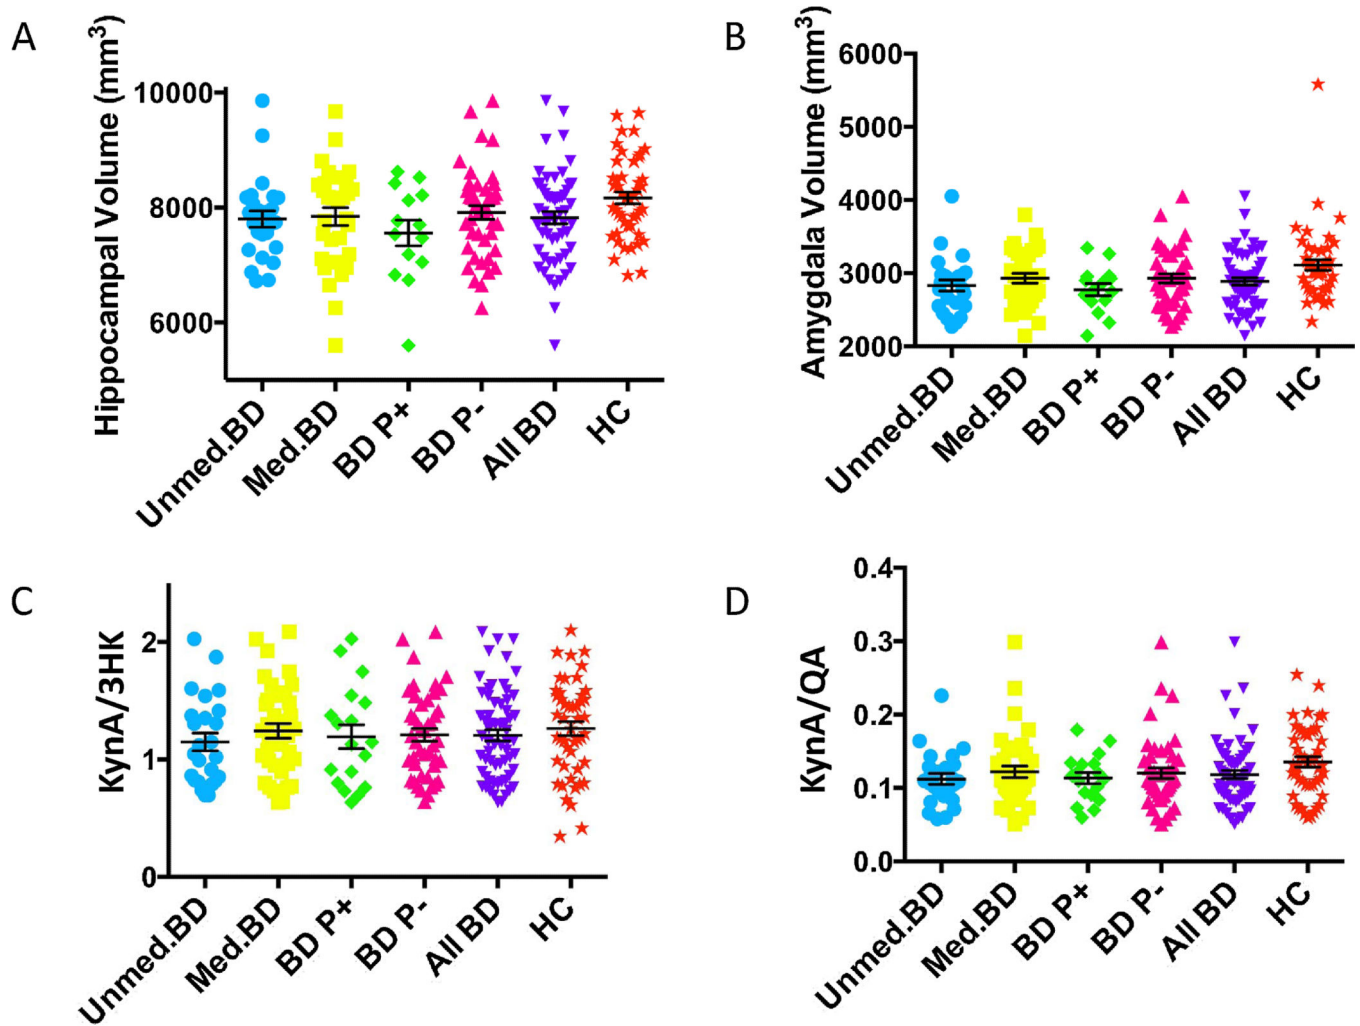 A
Hippocampal Volume (mm3)
10000
8000
6000
Unmed.BD
Med.BD
BD P+
BD P-
All BD
HC
B
Amygdala Volume (mm3)
6000
5000
4000
3000
2000
Unmed.BD
Med.BD
BD P+
BD P-
All BD
HC
C
KynA/3HK
2
1
0
Unmed.BD
Med.BD
BD P+
BD P-
All BD
HC
D
KynA/QA
0.4
0.3
0.2
0.1
0.0
Unmed.BD
Med.BD
BD P+
BD P-
All BD
HC